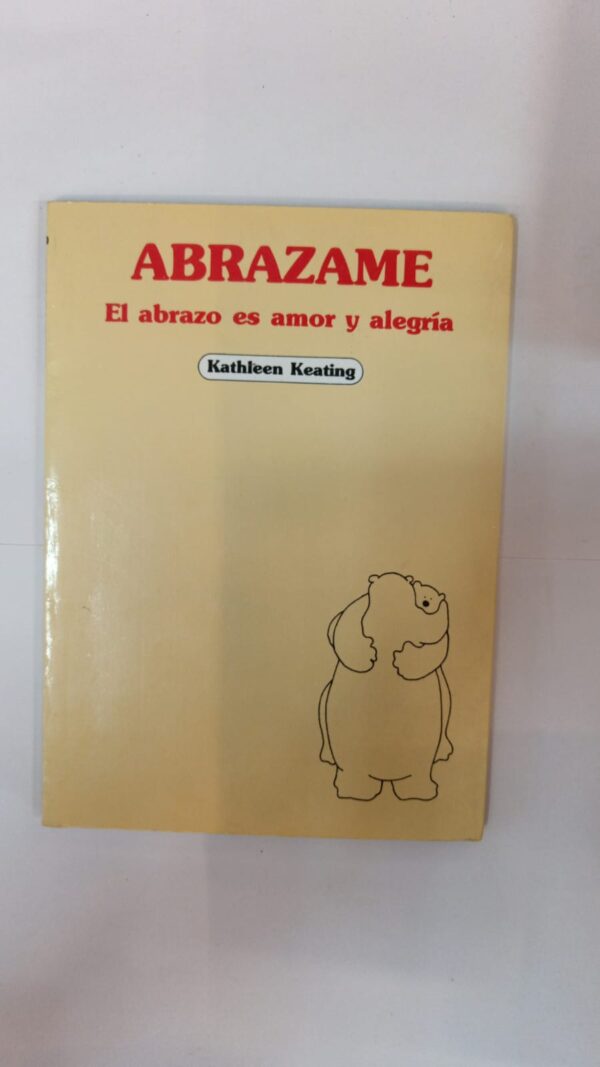 ABRAZAME
El abrazo es amor y alegría
Kathleen Keating